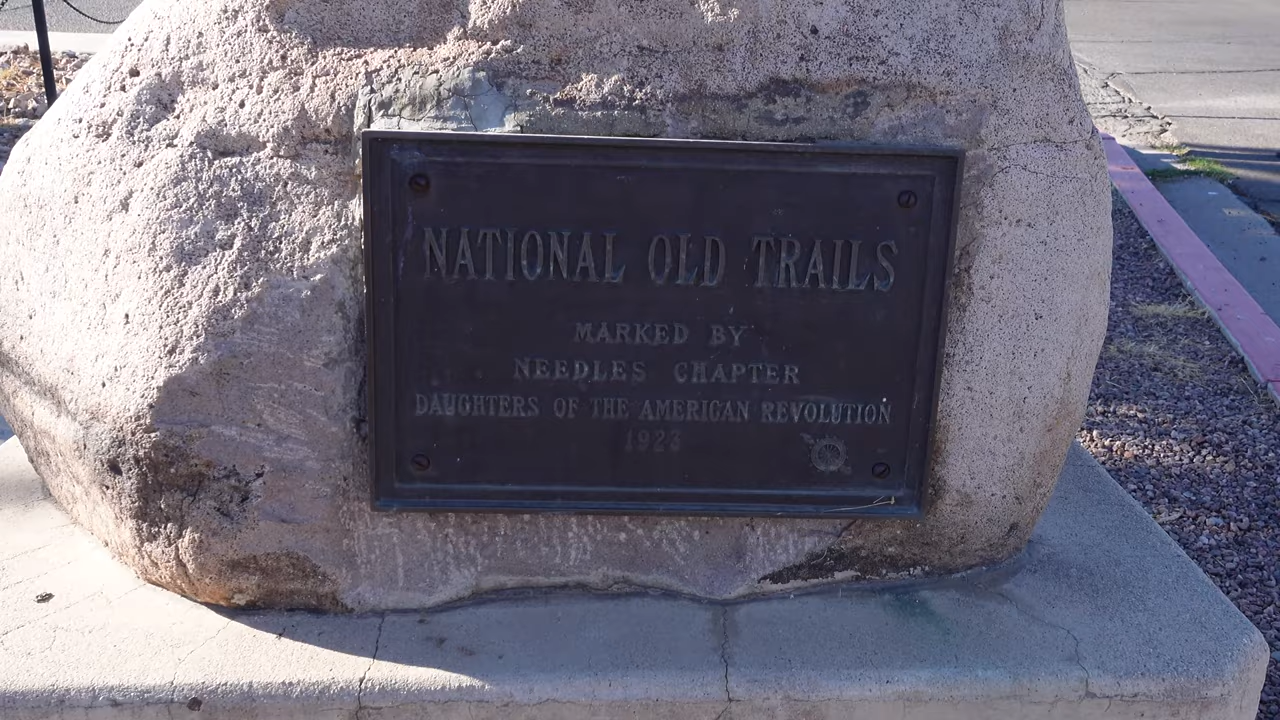 NATIONAL OLD TRAILS
MARKED BY
NEEDLES CHAPTER
DAUGHTERS OF THE AMERICAN REVOLUTION
1923